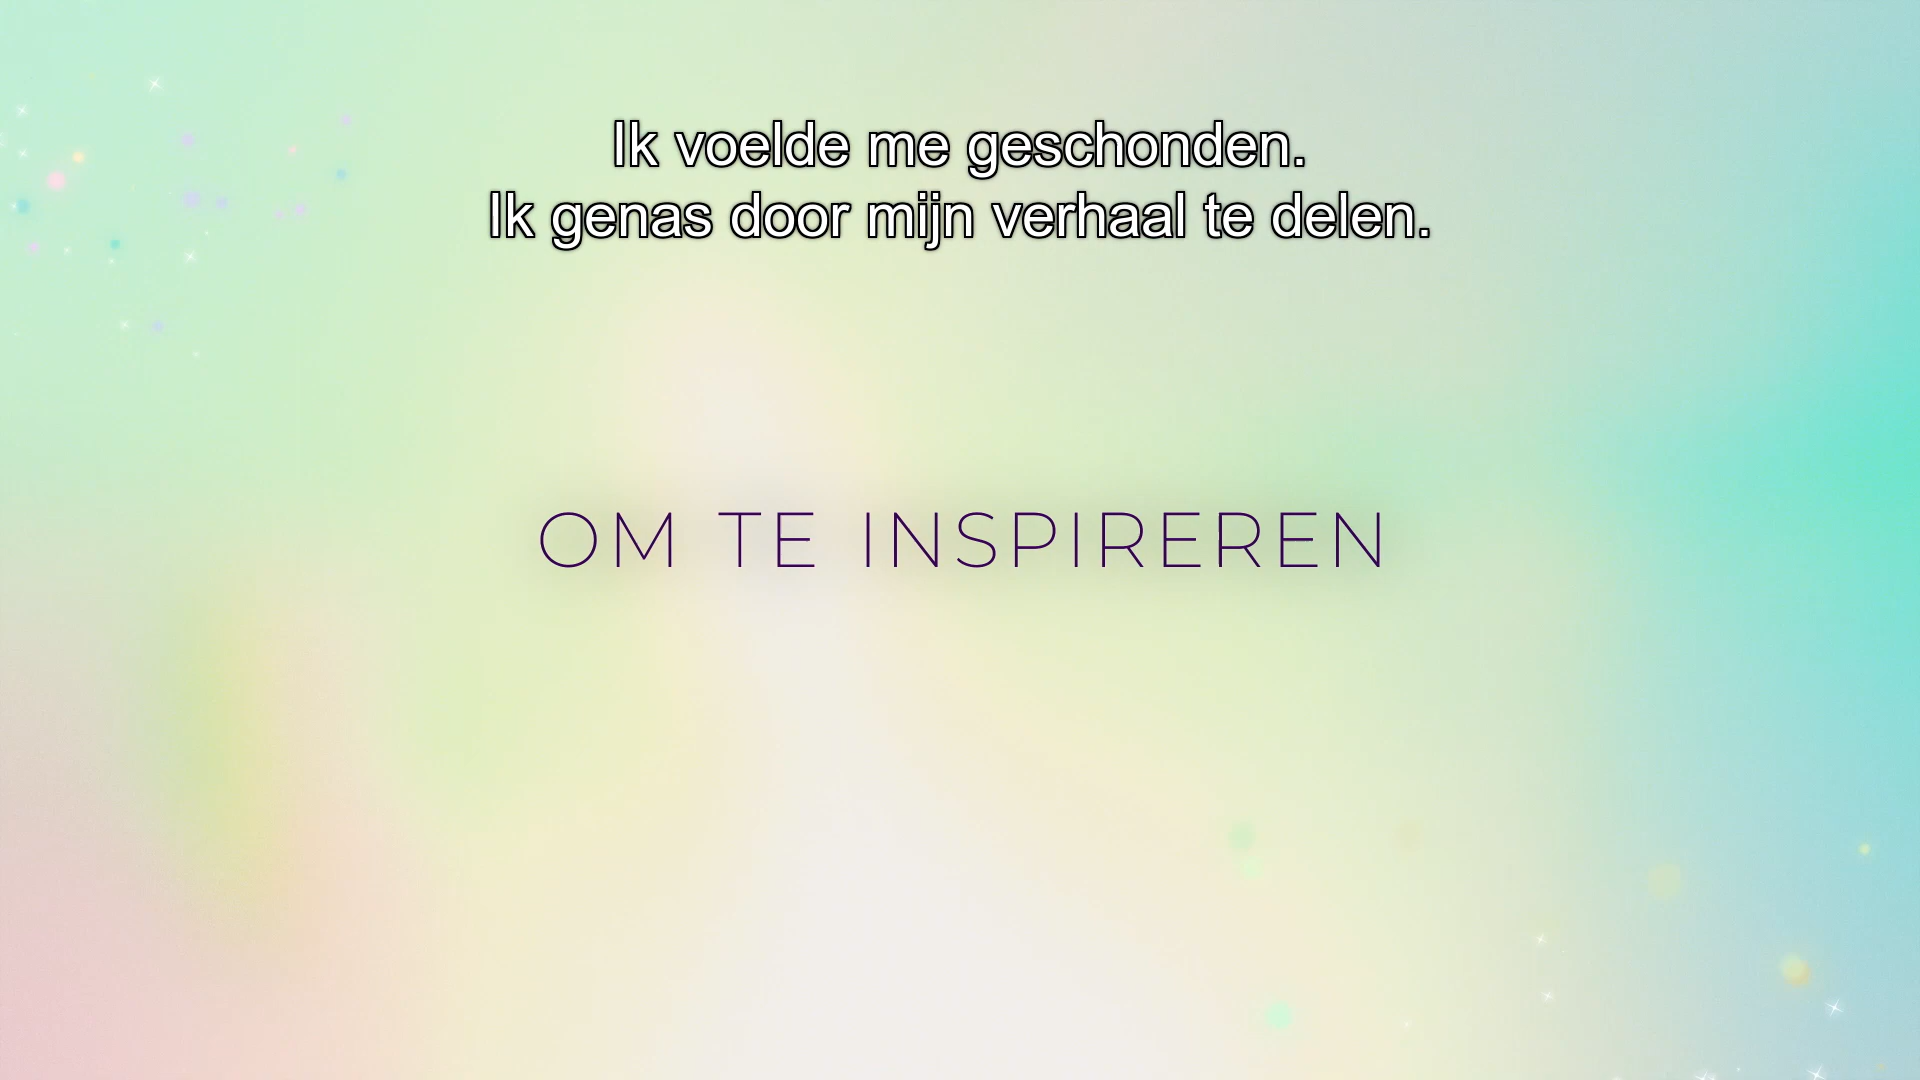 Ik voelde me geschonden.
Ik genas door mijn verhaal te delen.
OM TE INSPIREREN